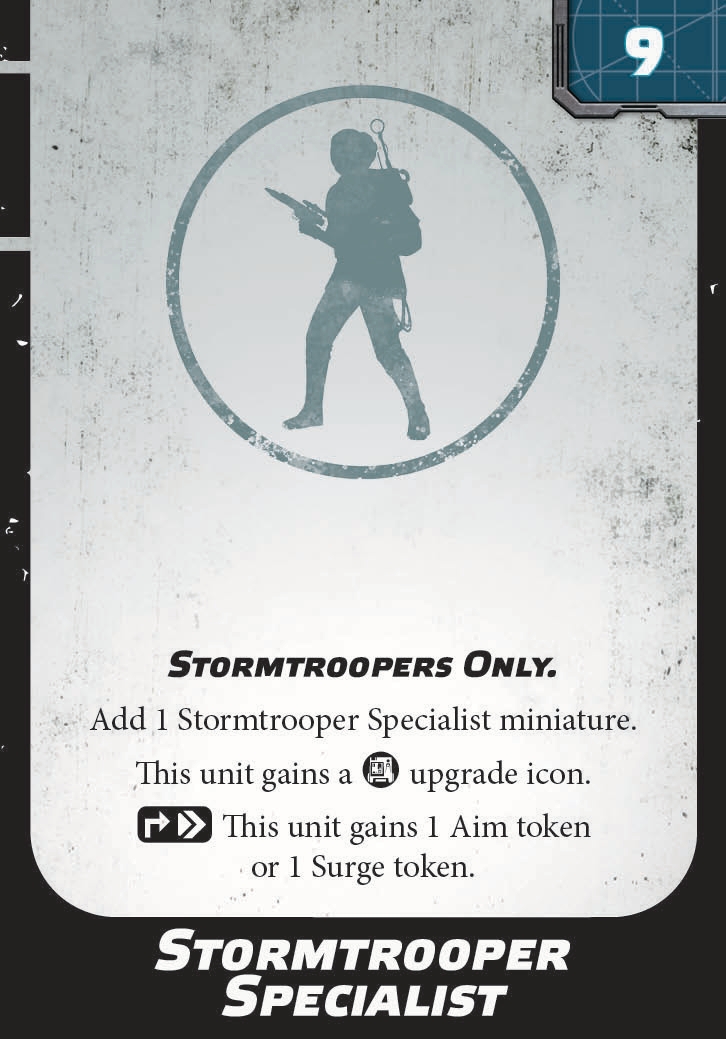 9
STORMTROOPERS ONLY.
Add 1 Stormtrooper Specialist miniature.
This unit gains a upgrade icon.
This unit gains 1 Aim token
or 1 Surge token.
STORMTROOPER
SPECIALIST